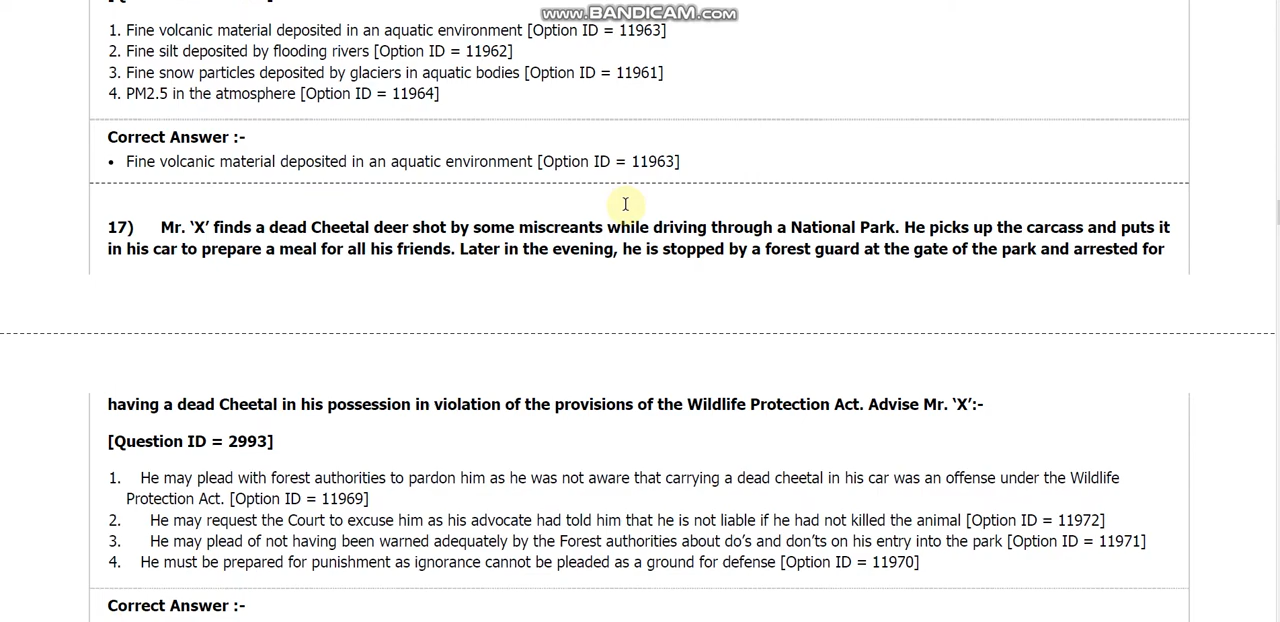 www.BANDICAM.com
1. Fine volcanic material deposited in an aquatic environment [Option ID = 11963]
2. Fine silt deposited by flooding rivers [Option ID = 11962]
3. Fine snow particles deposited by glaciers in aquatic bodies [Option ID = 11961]
4. PM2.5 in the atmosphere [Option ID = 11964]
Correct Answer :-
• Fine volcanic material deposited in an aquatic environment [Option ID = 11963]
17) Mr. ‘X’ finds a dead Cheetal deer shot by some miscreants while driving through a National Park. He picks up the carcass and puts it
in his car to prepare a meal for all his friends. Later in the evening, he is stopped by a forest guard at the gate of the park and arrested for
having a dead Cheetal in his possession in violation of the provisions of the Wildlife Protection Act. Advise Mr. ‘X’:-
[Question ID = 2993]
1. He may plead with forest authorities to pardon him as he was not aware that carrying a dead cheetal in his car was an offense under the Wildlife
Protection Act. [Option ID = 11969]
2. He may request the Court to excuse him as his advocate had told him that he is not liable if he had not killed the animal [Option ID = 11972]
3. He may plead of not having been warned adequately by the Forest authorities about do’s and don’ts on his entry into the park [Option ID = 11971]
4. He must be prepared for punishment as ignorance cannot be pleaded as a ground for defense [Option ID = 11970]
Correct Answer :-